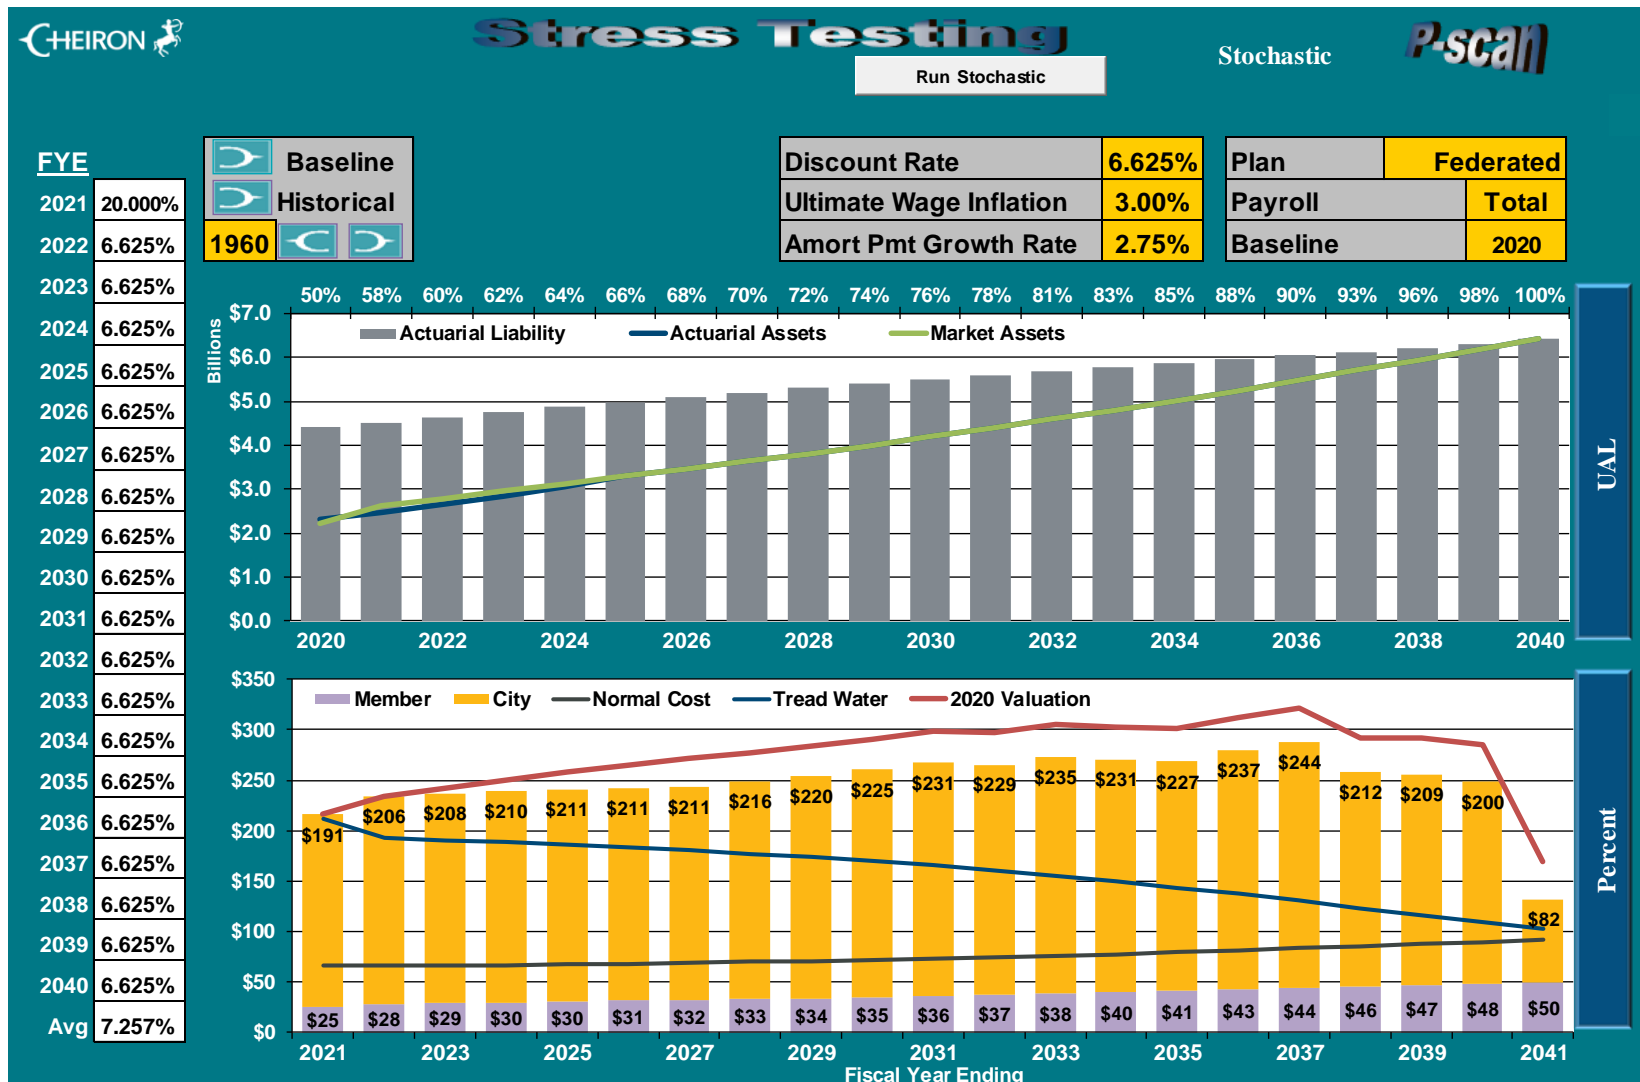 CHEIRON
Stress Testing
Run Stochastic
Stochastic
P-scan
FYE
2021 20.000%
2022 6.625%
2023 6.625%
2024 6.625%
2025 6.625%
2026 6.625%
2027 6.625%
2028 6.625%
2029 6.625%
2030 6.625%
2031 6.625%
2032 6.625%
2033 6.625%
2034 6.625%
2035 6.625%
2036 6.625%
2037 6.625%
2038 6.625%
2039 6.625%
2040 6.625%
Avg 7.257%
Baseline
Historical
1960
Discount Rate 6.625%
Ultimate Wage Inflation 3.00%
Amort Pmt Growth Rate 2.75%
Plan Federated
Payroll Total
Baseline 2020
50% 58% 60% 62% 64% 66% 68% 70% 72% 74% 76% 78% 81% 83% 85% 88% 90% 93% 96% 98% 100%
Billions
Actuarial Liability Actuarial Assets Market Assets
$7.0
$6.0
$5.0
$4.0
$3.0
$2.0
$1.0
$0.0
2020 2022 2024 2026 2028 2030 2032 2034 2036 2038 2040
UAL
Member City Normal Cost Tread Water 2020 Valuation
$350
$300
$250
$200
$150
$100
$50
$0
$191 $206 $208 $210 $211 $211 $211 $216 $220 $225 $231 $229 $235 $231 $227 $237 $244 $212 $209 $200 $82
$25 $28 $29 $30 $30 $31 $32 $33 $34 $35 $36 $37 $38 $40 $41 $43 $44 $46 $47 $48 $50
2021 2023 2025 2027 2029 2031 2033 2035 2037 2039 2041
Fiscal Year Ending
Percent